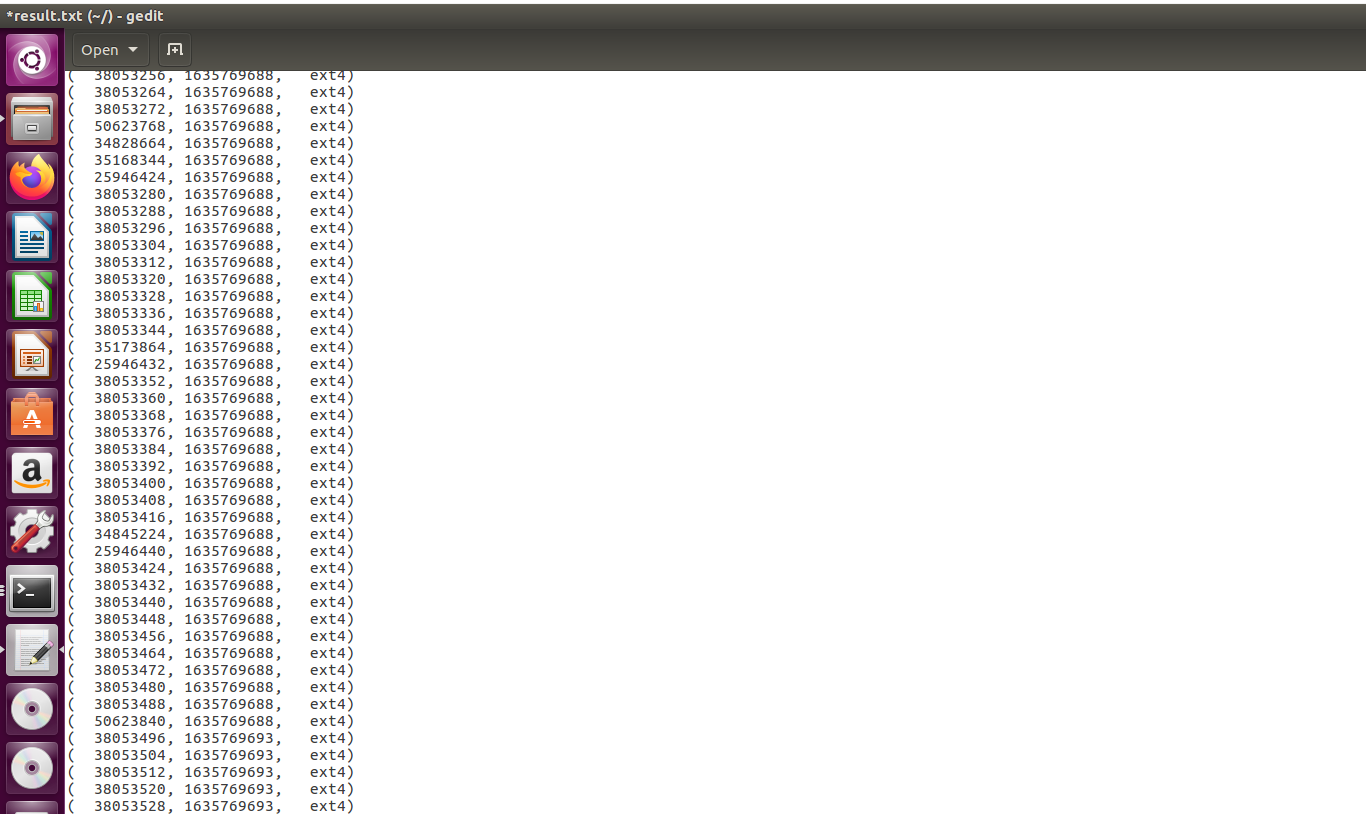 *result.txt (~/) - gedit
Open
( 38053256, 1635769688, ext4)
( 38053264, 1635769688, ext4)
( 38053272, 1635769688, ext4)
( 50623768, 1635769688, ext4)
( 34828664, 1635769688, ext4)
( 35168344, 1635769688, ext4)
( 25946424, 1635769688, ext4)
( 38053280, 1635769688, ext4)
( 38053288, 1635769688, ext4)
( 38053296, 1635769688, ext4)
( 38053304, 1635769688, ext4)
( 38053312, 1635769688, ext4)
( 38053320, 1635769688, ext4)
( 38053328, 1635769688, ext4)
( 38053336, 1635769688, ext4)
( 38053344, 1635769688, ext4)
( 35173864, 1635769688, ext4)
( 25946432, 1635769688, ext4)
( 38053352, 1635769688, ext4)
( 38053360, 1635769688, ext4)
( 38053368, 1635769688, ext4)
( 38053376, 1635769688, ext4)
( 38053384, 1635769688, ext4)
( 38053392, 1635769688, ext4)
( 38053400, 1635769688, ext4)
( 38053408, 1635769688, ext4)
( 38053416, 1635769688, ext4)
( 34845224, 1635769688, ext4)
( 25946440, 1635769688, ext4)
( 38053424, 1635769688, ext4)
( 38053432, 1635769688, ext4)
( 38053440, 1635769688, ext4)
( 38053448, 1635769688, ext4)
( 38053456, 1635769688, ext4)
( 38053464, 1635769688, ext4)
( 38053472, 1635769688, ext4)
( 38053480, 1635769688, ext4)
( 38053488, 1635769688, ext4)
( 50623840, 1635769688, ext4)
( 38053496, 1635769693, ext4)
( 38053504, 1635769693, ext4)
( 38053512, 1635769693, ext4)
( 38053520, 1635769693, ext4)
( 38053528, 1635769693, ext4)